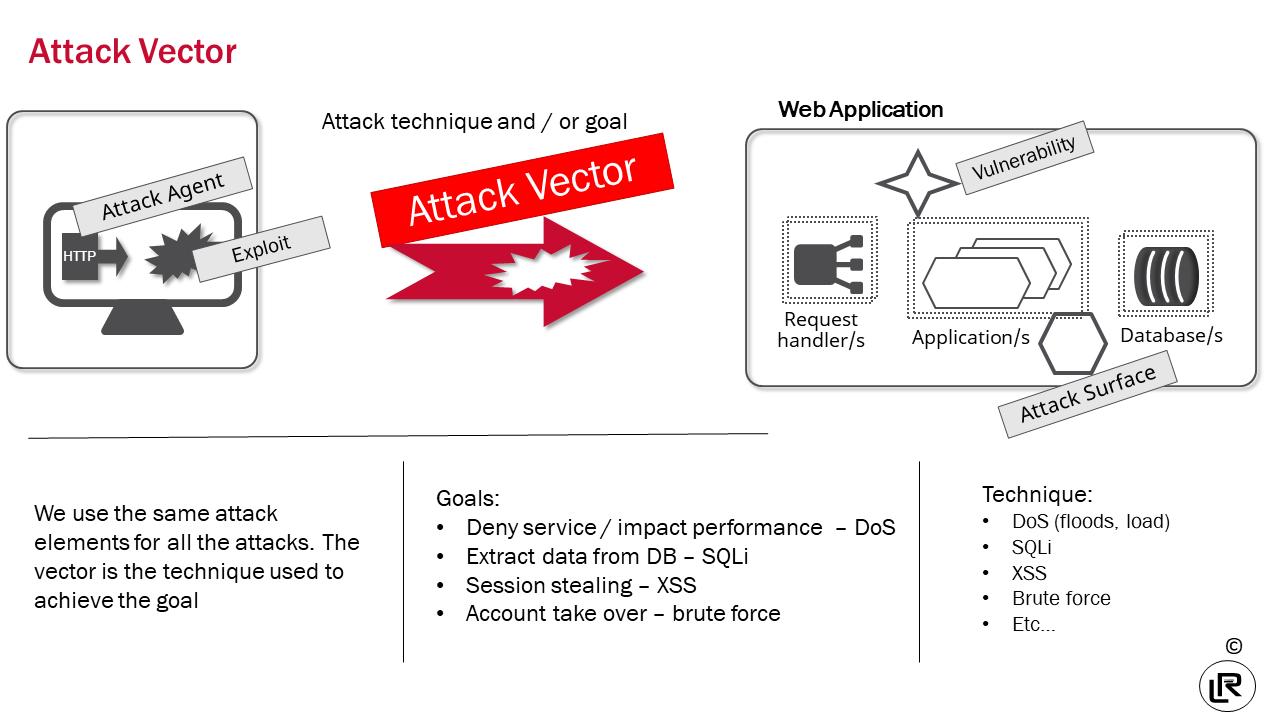 Attack Vector
Attack technique and / or goal
Web Application
Attack Agent
HTTP
Exploit
Attack Vector
Vulnerability
Request
handler/s
Application/s
Database/s
Attack Surface
We use the same attack
elements for all the attacks. The
vector is the technique used to
achieve the goal
Goals:
• Deny service / impact performance – DoS
• Extract data from DB – SQLi
• Session stealing – XSS
• Account take over – brute force
Technique:
• DoS (floods, load)
• SQLi
• XSS
• Brute force
• Etc...
©